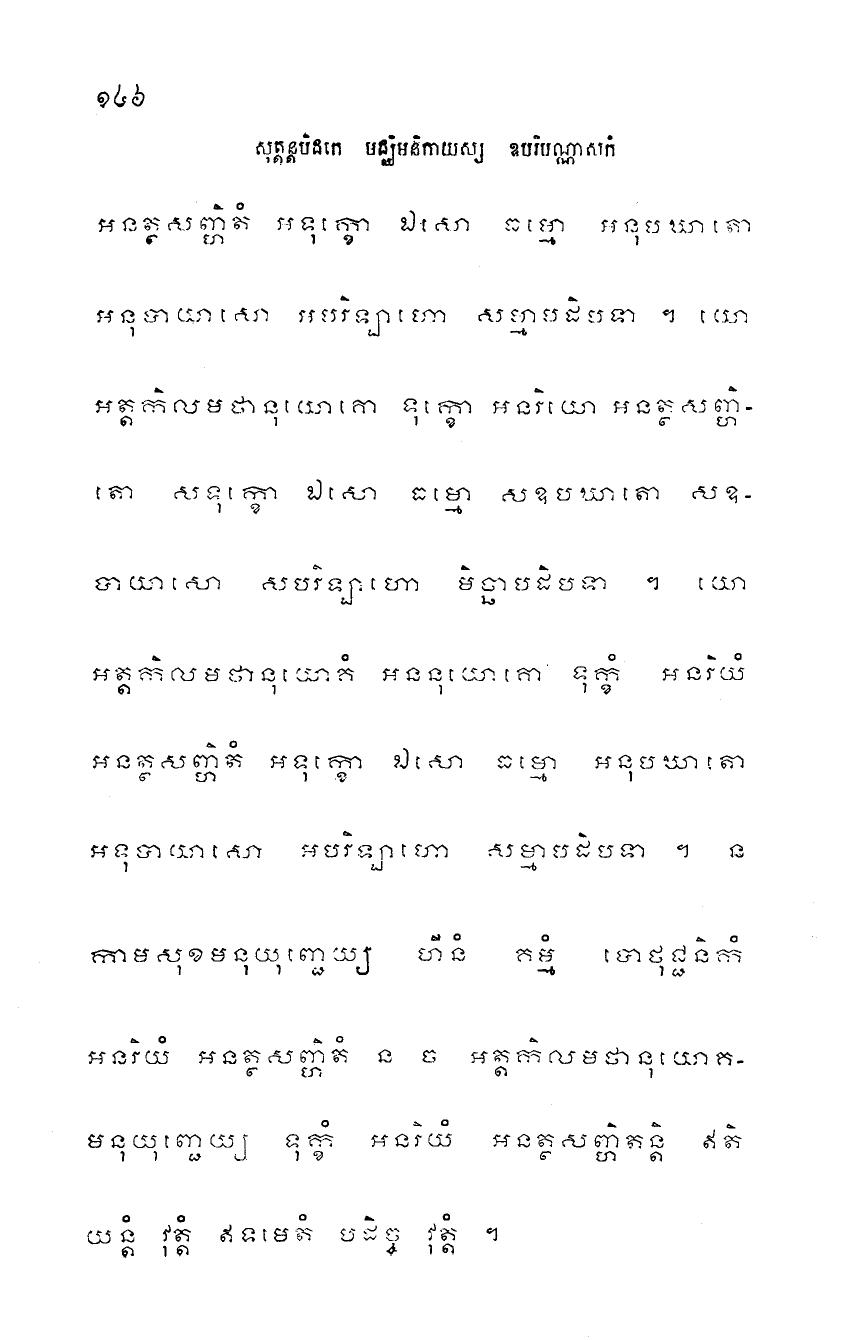 ១៤៦
សុត្តន្តបិដកេ មជ្ឈិមនិកាយស្ស ឧបរិបណ្ណាសកំ
អនត្ថសញ្ហិតំ អទុក្ខោ ឯសោ ធម្មោ អនុបឃាតោ
អនុបាយាសោ អបរិឡ្បាហោ សម្មាបដិបទា ។ យោ
អត្តកិលមថានុយោគោ ទុក្ខោ អនរិយោ អនត្ថសញ្ហិ-
តោ សទុក្ខោ ឯសោ ធម្មោ សឧបឃាតោ សឧ-
បាយាសោ សបរិឡ្បាហោ មិច្ឆាបដិបទា ។ យោ
អត្តកិលមថានុយោគំ អននុយោគោ ទុក្ខំ អនរិយំ
អនត្ថសញ្ហិតំ អទុក្ខោ ឯសោ ធម្មោ អនុបឃាតោ
អនុបាយាសោ អបរិឡ្បាហោ សម្មាបដិបទា ។ ន
កាមសុខមនុយុញ្ជេយ្យ ហីនំ គម្មំ បោថុជ្ជនិកំ
អនរិយំ អនត្ថសញ្ហិតំ ន ច អត្តកិលមថានុយោគ-
មនុយុញ្ជេយ្យ ទុក្ខំ អនរិយំ អនត្ថសញ្ហិតន្តិ ឥតិ
យន្តំ វុត្តំ ឥទមេតំ បដិច្ច វុត្តំ ។